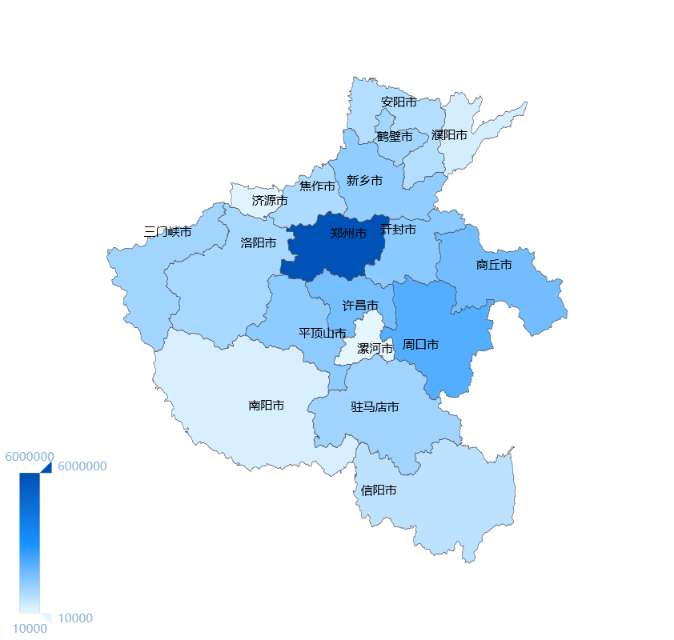 安阳市
鹤壁市
濮阳市
焦作市
新乡市
济源市
三门峡市
洛阳市
郑州市
开封市
商丘市
许昌市
平顶山市
漯河市
周口市
南阳市
驻马店市
信阳市
6000000
6000000
10000
10000